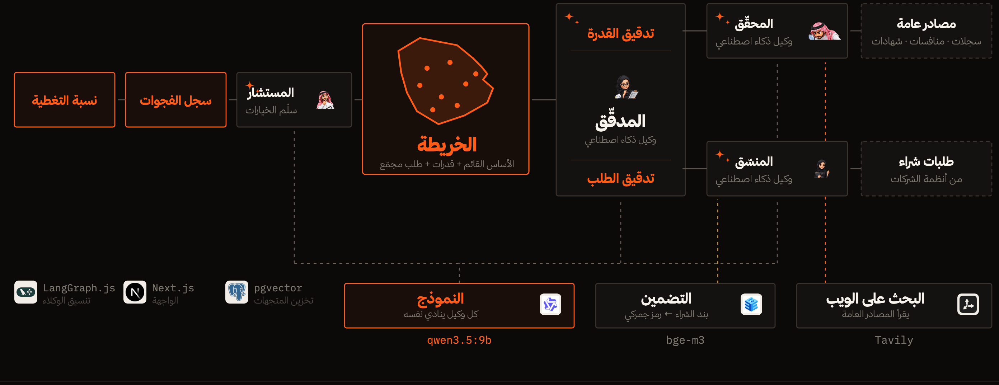 مصادر عامة
سجلات · منافسات · شهادات
المحقّق
وكيل ذكاء اصطناعي
طلبات شراء
من أنظمة الشركات
المنسّق
وكيل ذكاء اصطناعي
تدقيق القدرة
المدقّق
وكيل ذكاء اصطناعي
تدقيق الطلب
الخريطة
الأساس القائم + قدرات + طلب مجمّع
المستشار
سلّم الخيارات
سجل الفجوات
نسبة التغطية
البحث على الويب
يقرأ المصادر العامة
Tavily
التضمين
بند الشراء ← رمز جمركي
bge-m3
النموذج
كل وكيل ينادي نفسه
qwen3.5:9b
pgvector
تخزين المتجهات
Next.js
الواجهة
LangGraph.js
تنسيق الوكلاء